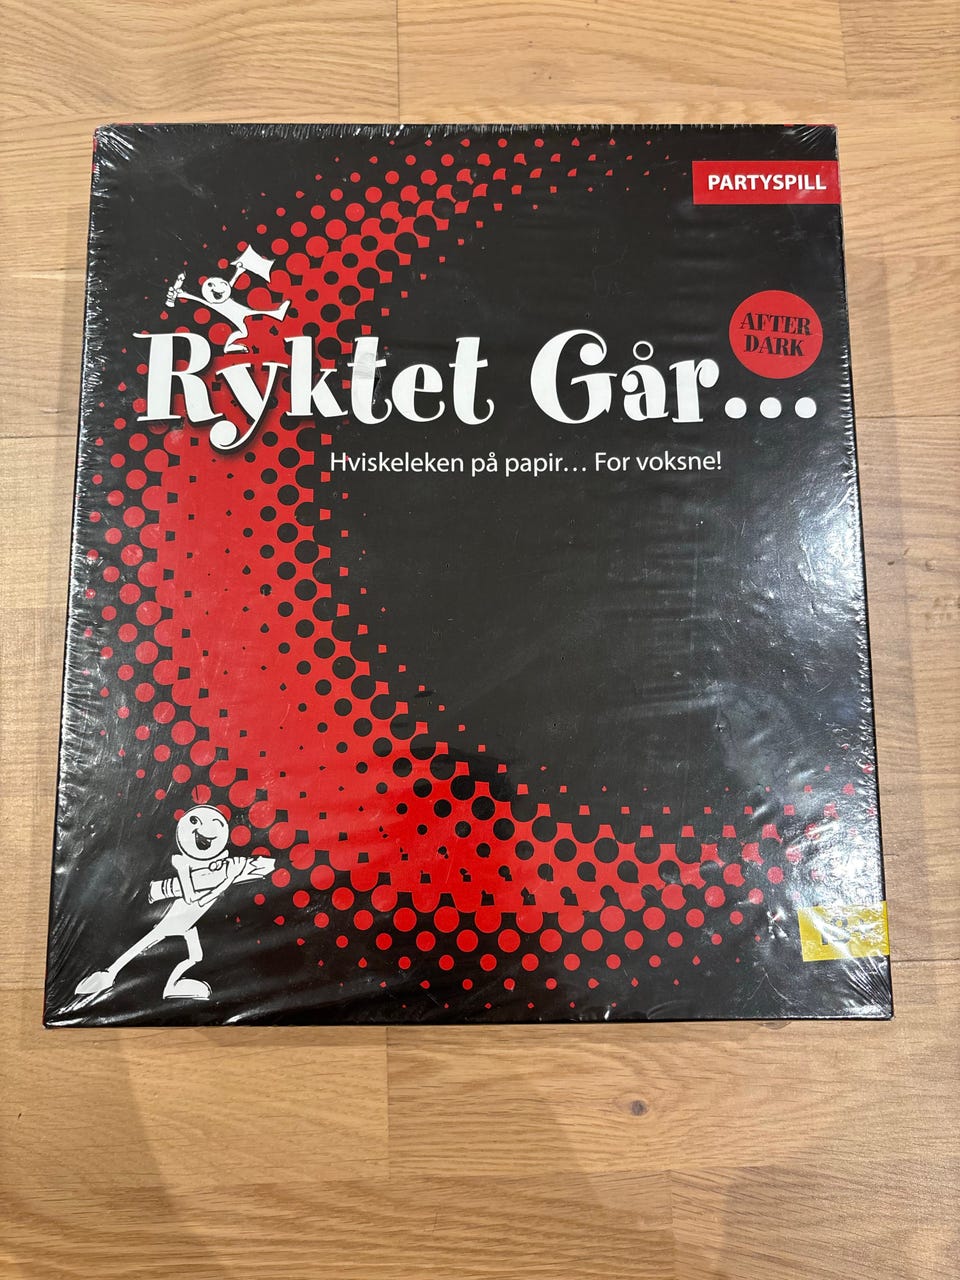 PARTYSPILL
AFTER
DARK
Ryktet Går...
Hviskeleken på papir... For voksne!